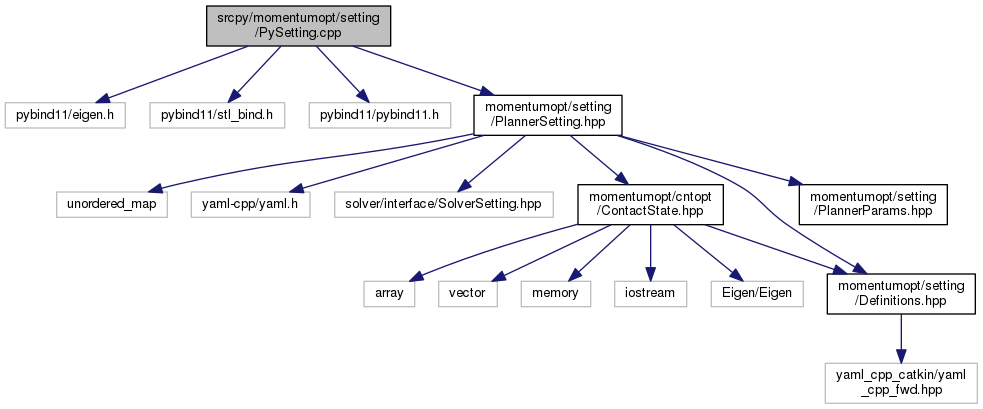 srcpy/momentumopt/setting
/PySetting.cpp
pybind11/eigen.h
pybind11/stl_bind.h
pybind11/pybind11.h
momentumopt/setting
/PlannerSetting.hpp
unordered_map
yaml-cpp/yaml.h
solver/interface/SolverSetting.hpp
momentumopt/cntopt
/ContactState.hpp
momentumopt/setting
/PlannerParams.hpp
array
vector
memory
iostream
Eigen/Eigen
momentumopt/setting
/Definitions.hpp
yaml_cpp_catkin/yaml
_cpp_fwd.hpp